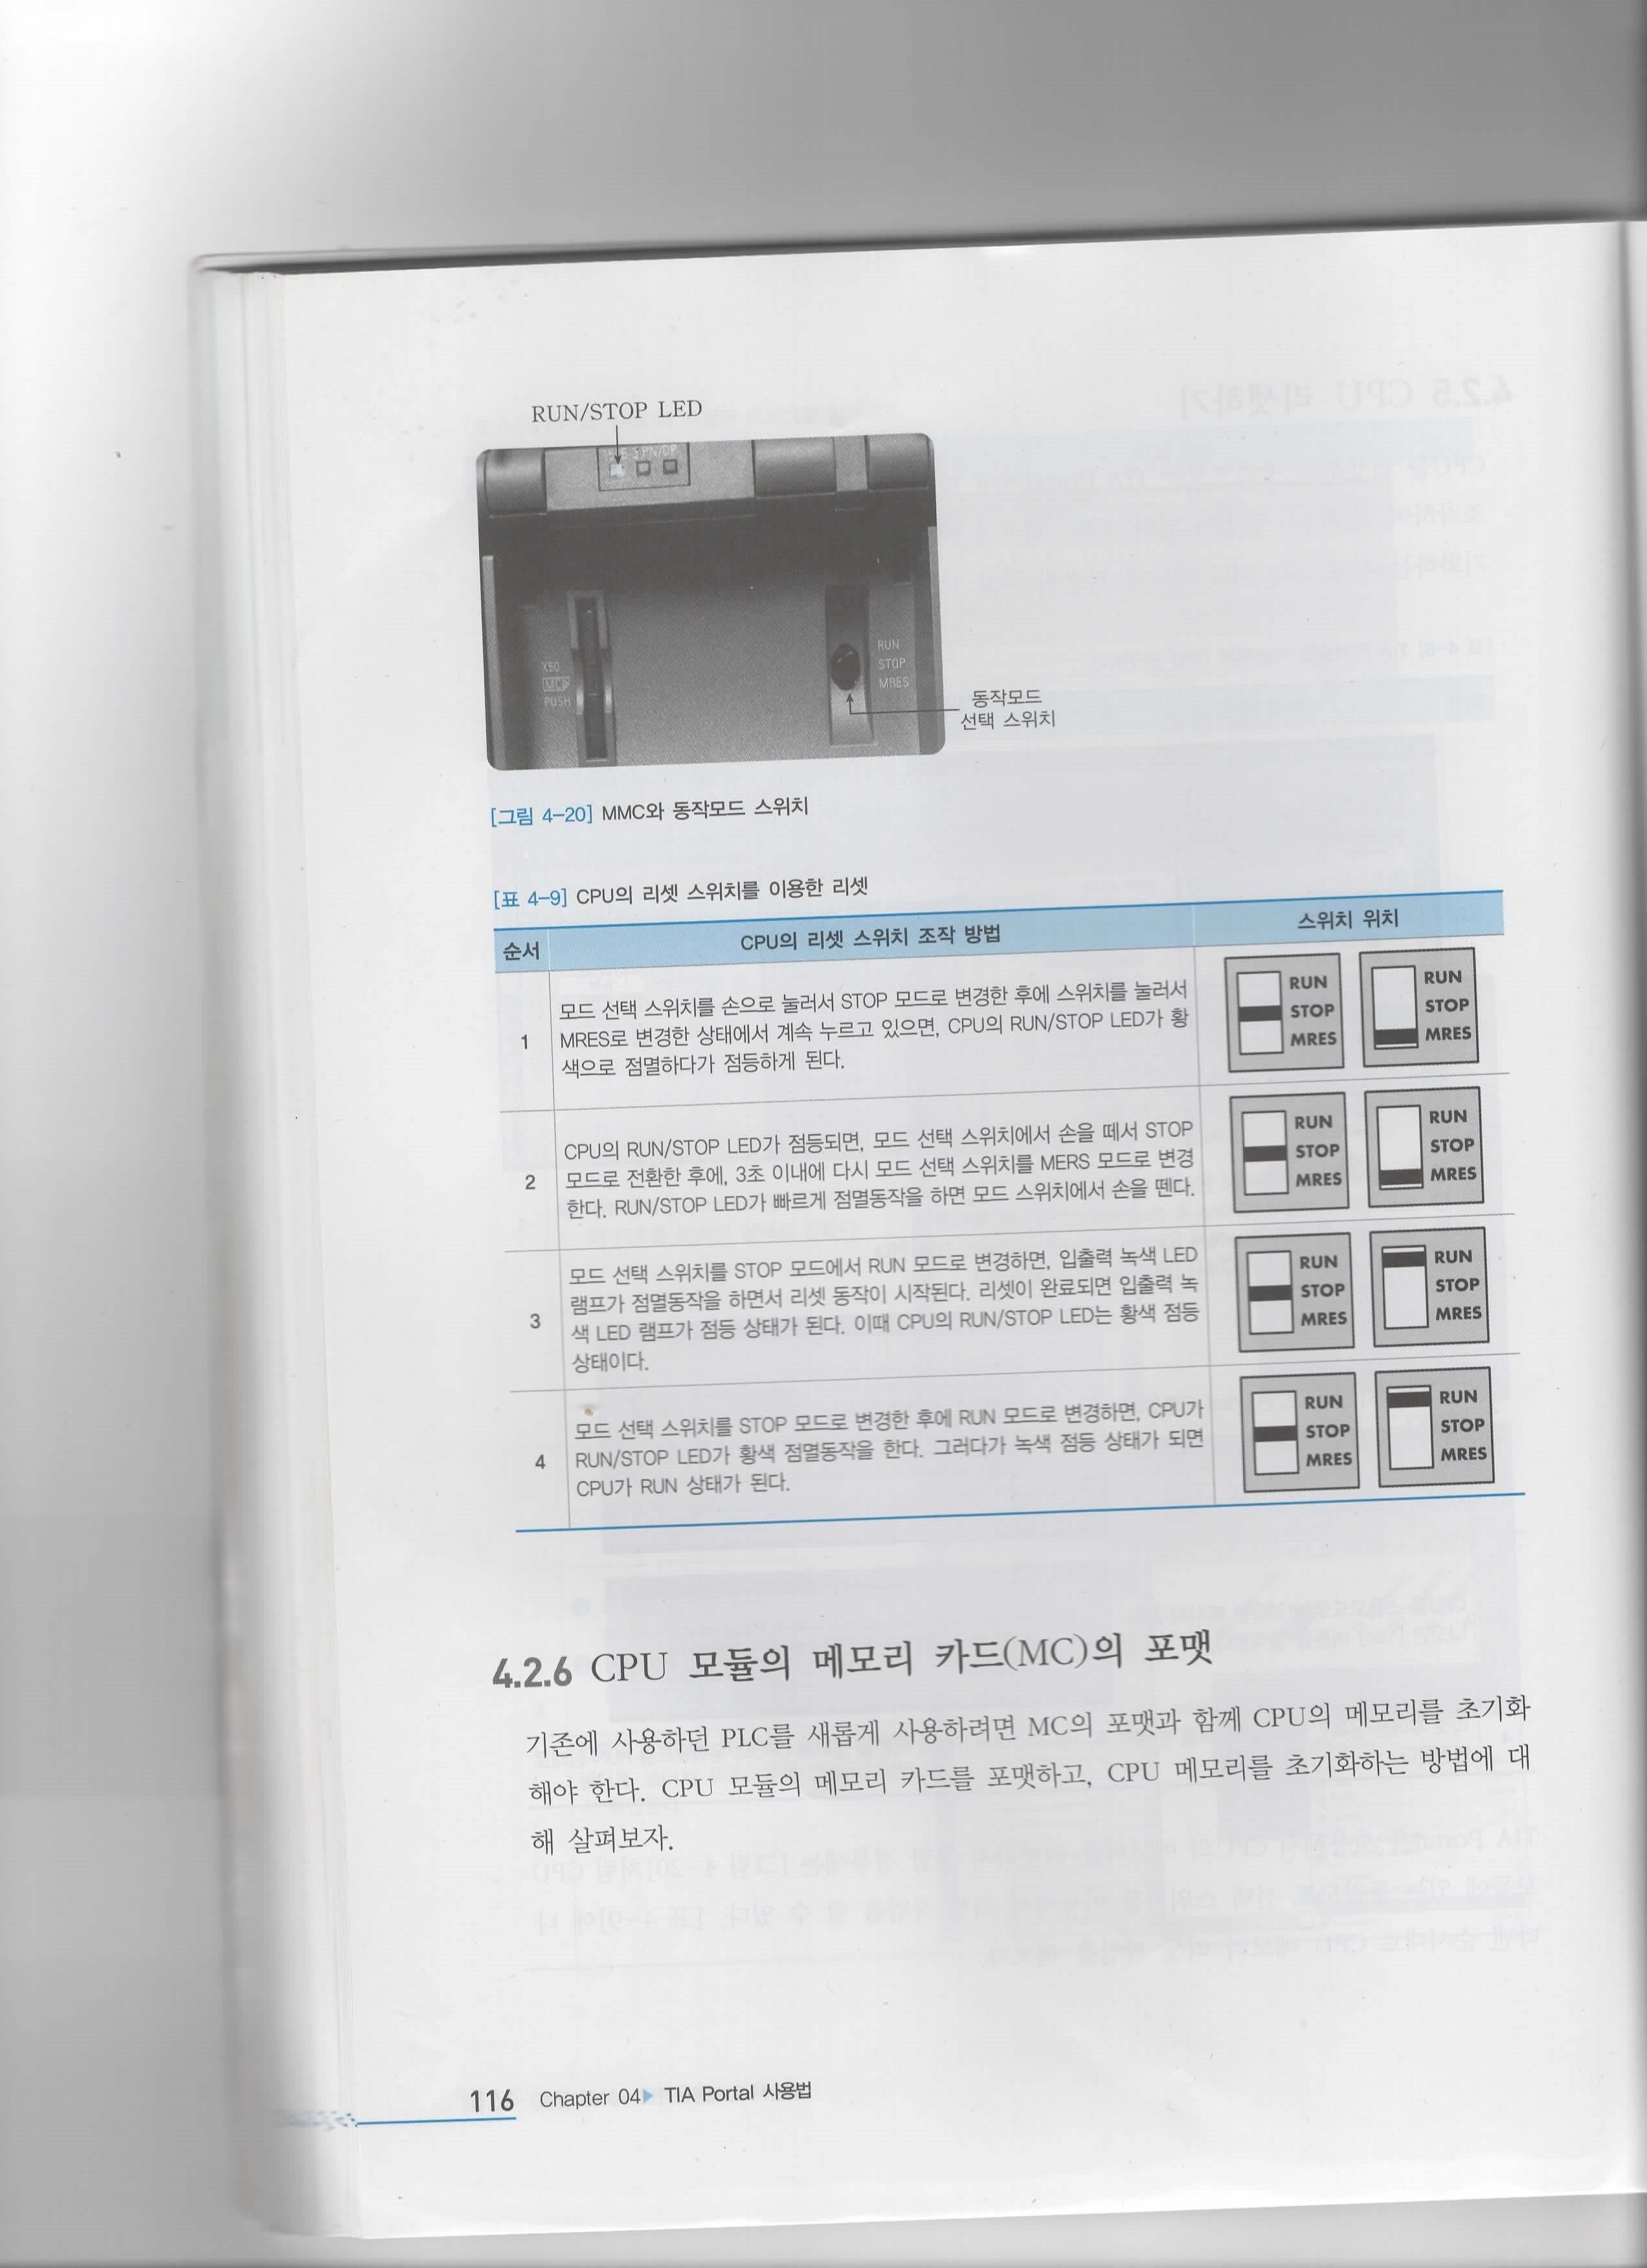 RUN/STOP LED
X50
MC
PUSH
RUN
STOP
MRES
동작모드
선택 스위치
[그림 4-20] MMC와 동작모드 스위치
[표 4-9] CPU의 리셋 스위치를 이용한 리셋
순서 CPU의 리셋 스위치 조작 방법 스위치 위치
1
모드 선택 스위치를 손으로 눌러서 STOP 모드로 변경한 후에 스위치를 눌러서
MRES로 변경한 상태에서 계속 누르고 있으면, CPU의 RUN/STOP LED가 황
색으로 점멸하다가 점등하게 된다.
RUN
STOP
MRES
RUN
STOP
MRES
2
CPU의 RUN/STOP LED가 점등되면, 모드 선택 스위치에서 손을 떼서 STOP
모드로 전환한 후에, 3초 이내에 다시 모드 선택 스위치를 MERS 모드로 변경
한다. RUN/STOP LED가 빠르게 점멸동작을 하면 모드 스위치에서 손을 뗀다.
RUN
STOP
MRES
RUN
STOP
MRES
3
모드 선택 스위치를 STOP 모드에서 RUN 모드로 변경하면, 입출력 녹색 LED
램프가 점멸동작을 하면서 리셋 동작이 시작된다. 리셋이 완료되면 입출력 녹
색 LED 램프가 점등 상태가 된다. 이때 CPU의 RUN/STOP LED는 황색 점등
상태이다.
RUN
STOP
MRES
RUN
STOP
MRES
4
모드 선택 스위치를 STOP 모드로 변경한 후에 RUN 모드로 변경하면, CPU가
RUN/STOP LED가 황색 점멸동작을 한다. 그러다가 녹색 점등 상태가 되면
CPU가 RUN 상태가 된다.
RUN
STOP
MRES
RUN
STOP
MRES
4.2.6 CPU 모듈의 메모리 카드(MC)의 포맷
기존에 사용하던 PLC를 새롭게 사용하려면 MC의 포맷과 함께 CPU의 메모리를 초기화
해야 한다. CPU 모듈의 메모리 카드를 포맷하고, CPU 메모리를 초기화하는 방법에 대
해 살펴보자.
116 Chapter 04 TIA Portal 사용법